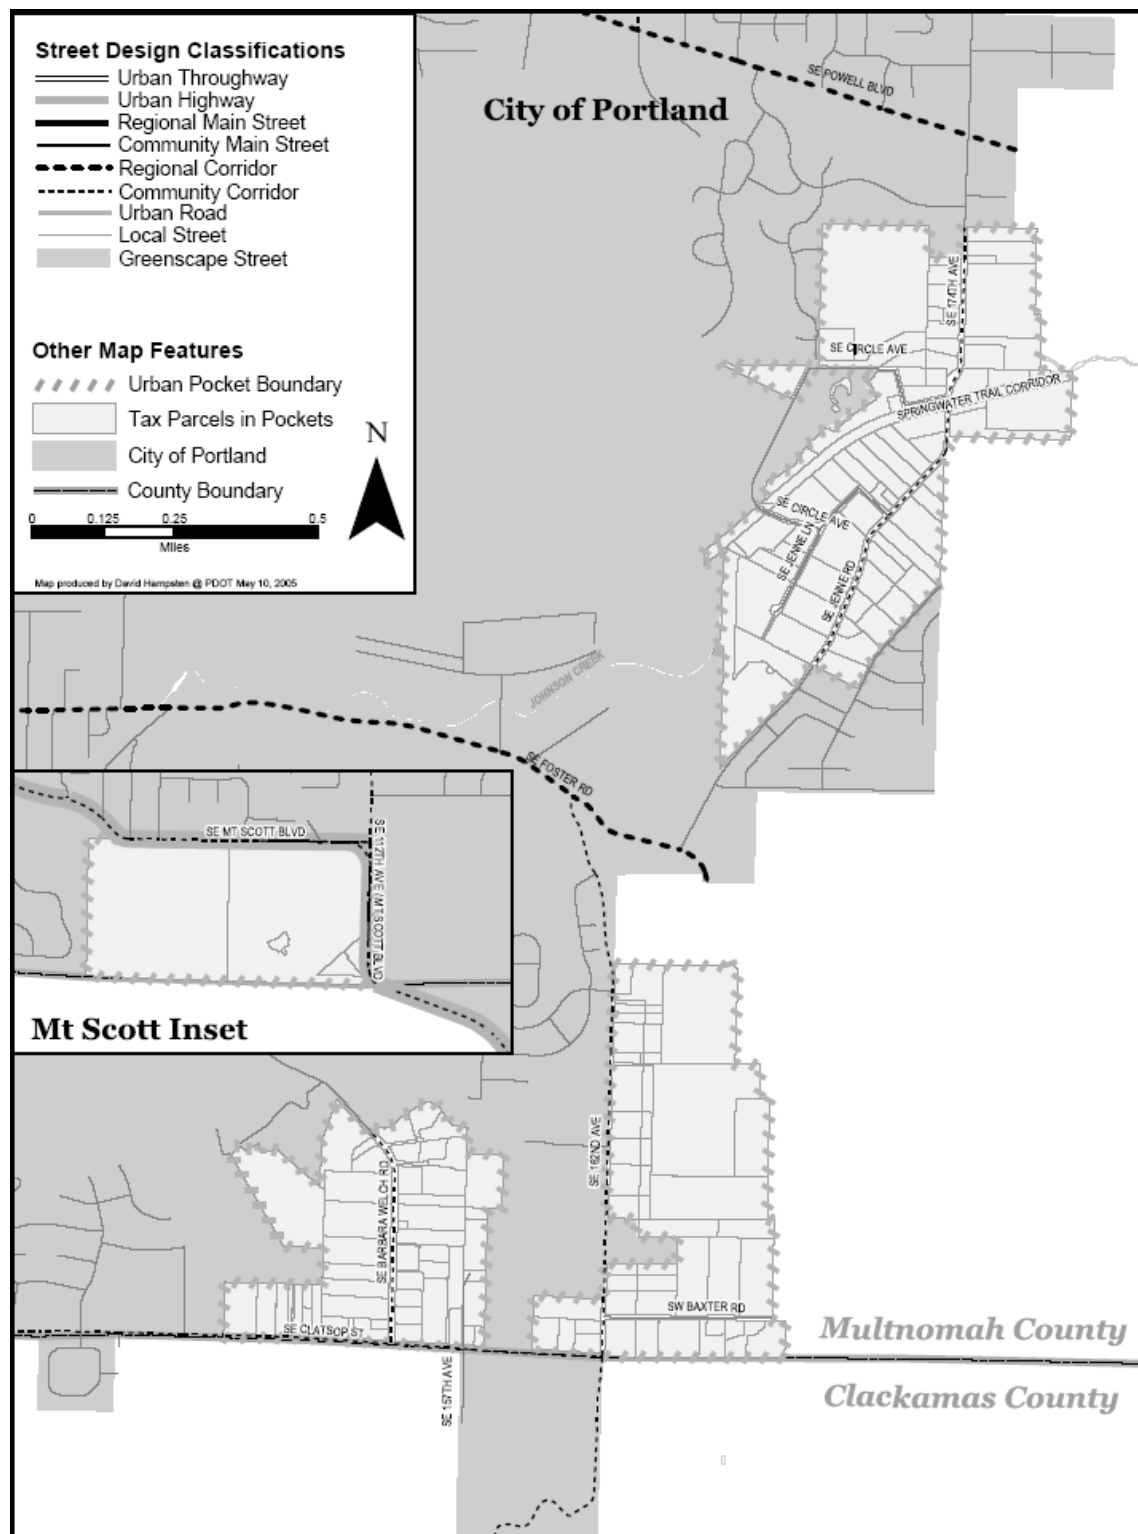 Street Design Classifications
Urban Throughway
Urban Highway
Regional Main Street
Community Main Street
Regional Corridor
Community Corridor
Urban Road
Local Street
Greenscape Street
Other Map Features
Urban Pocket Boundary
Tax Parcels in Pockets
City of Portland
County Boundary
N
0 0.125 0.25 0.5
Miles
Map produced by David Hampsten @ PDOT May 10, 2005
City of Portland
SE POWELL BLVD
SE 174TH AVE
SE CIRCLE AVE
SPRINGWATER TRAIL CORRIDOR
SE CIRCLE AVE
SE JENNE LN
SE JENNE RD
JOHNSON CREEK
SE FOSTER RD
SE MT SCOTT BLVD
SE 112TH AVE / MT SCOTT BLVD
Mt Scott Inset
SE 162ND AVE
SE BARBARA WELCH RD
SE CLATSOP ST
SE 157TH AVE
SW BAXTER RD
Multnomah County
Clackamas County